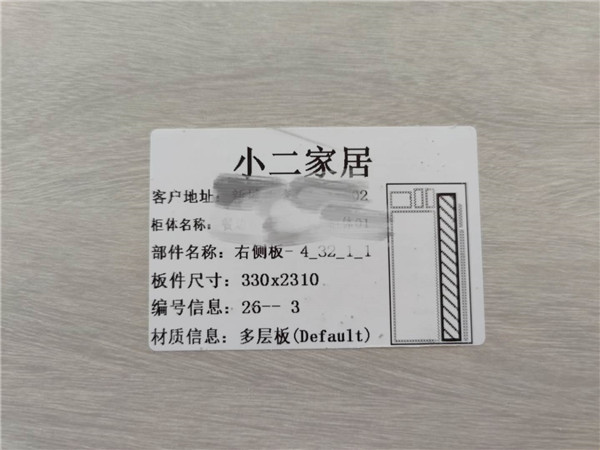 小二家居
客户地址: 02
柜体名称: 01
部件名称: 右侧板-4_32_1_1
板件尺寸: 330x2310
编号信息: 26-- 3
材质信息: 多层板(Default)